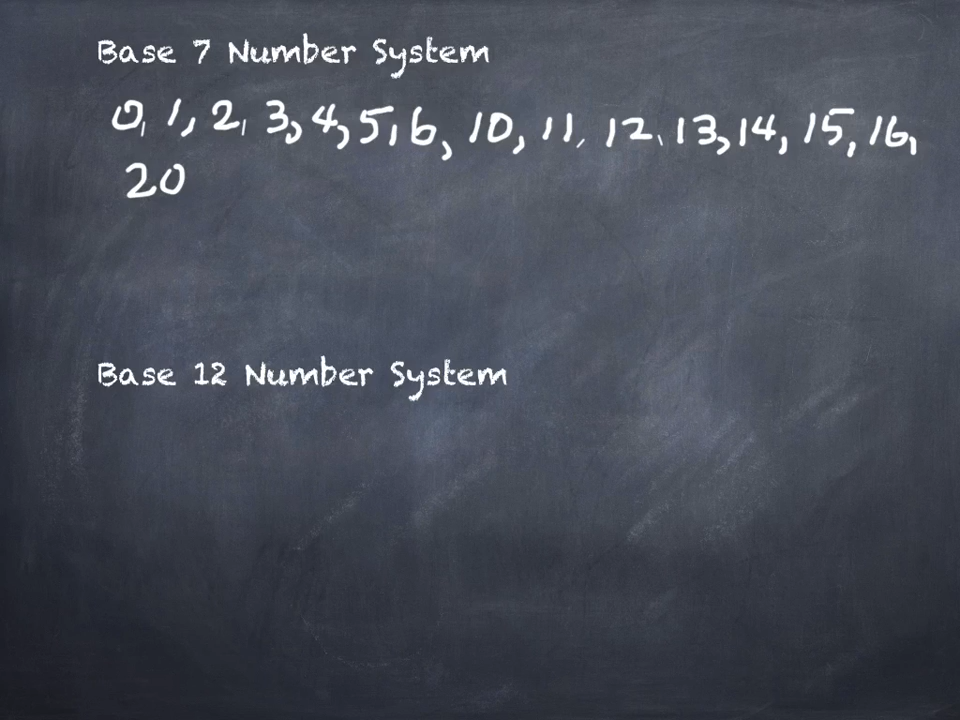 Base 7 Number System
0, 1, 2, 3, 4, 5, 6, 10, 11, 12, 13, 14, 15, 16,
20
Base 12 Number System